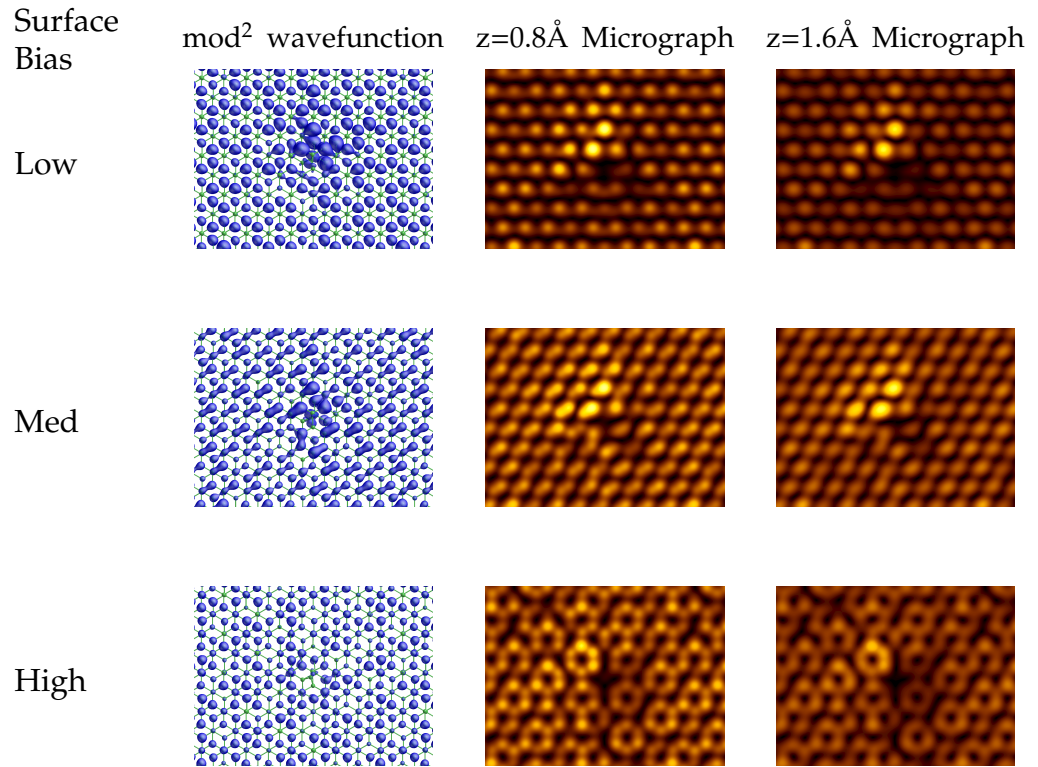 Surface
Bias
mod² wavefunction
z=0.8Å Micrograph
z=1.6Å Micrograph
Low
Med
High